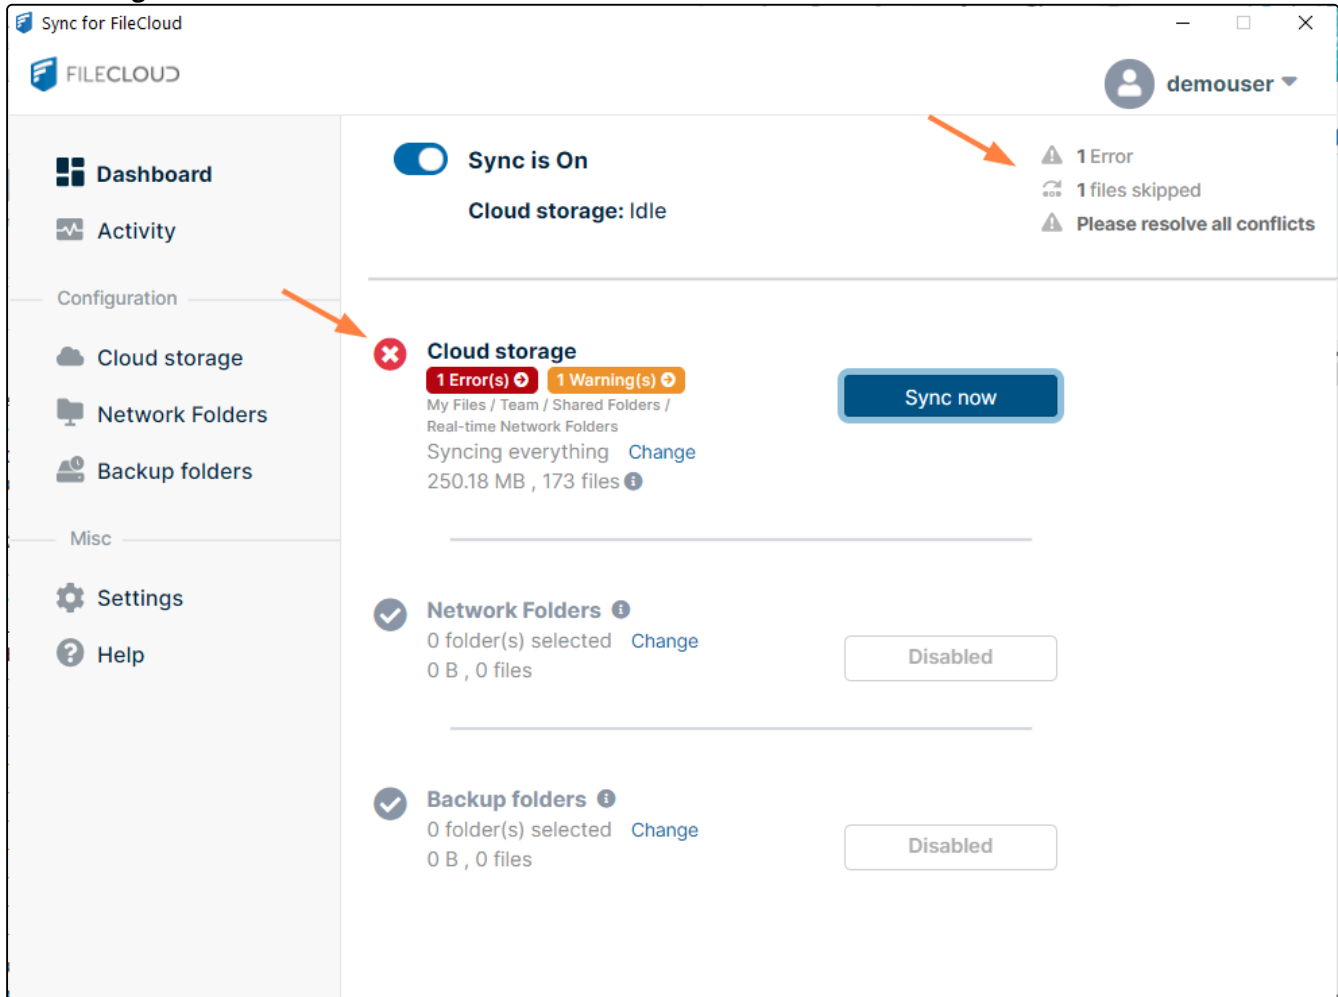 Sync for FileCloud
FILECLOUD
demouser
Dashboard
Activity
Configuration
Cloud storage
Network Folders
Backup folders
Misc
Settings
Help
Sync is On
Cloud storage: Idle
1 Error
1 files skipped
Please resolve all conflicts
Cloud storage
1 Error(s) 1 Warning(s)
My Files / Team / Shared Folders /
Real-time Network Folders
Syncing everything Change
250.18 MB , 173 files
Sync now
Network Folders
0 folder(s) selected Change
0 B , 0 files
Disabled
Backup folders
0 folder(s) selected Change
0 B , 0 files
Disabled